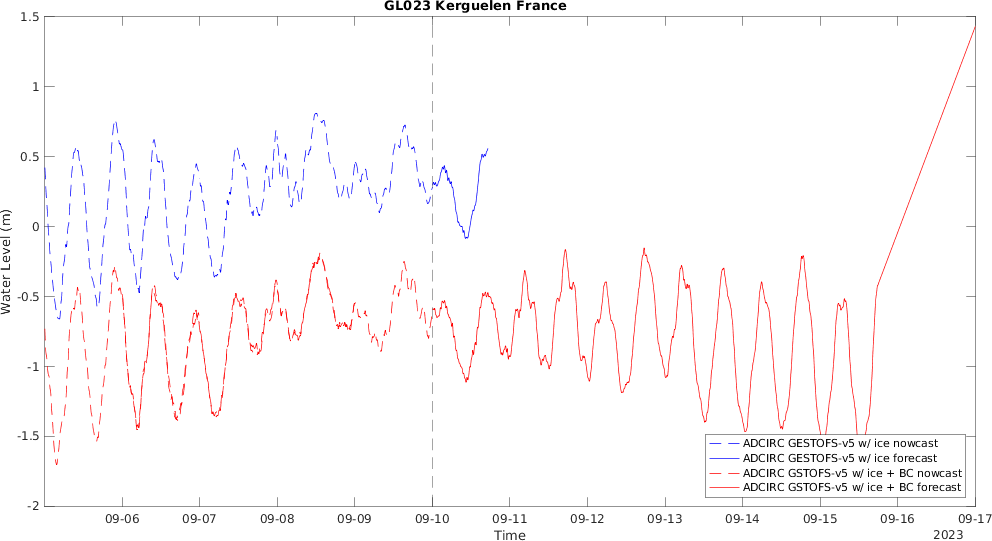 GL023 Kerguelen France
1.5
1
0.5
0
-0.5
-1
-1.5
-2
Water Level (m)
ADCIRC GESTOFS-v5 w/ ice nowcast
ADCIRC GESTOFS-v5 w/ ice forecast
ADCIRC GSTOFS-v5 w/ ice + BC nowcast
ADCIRC GSTOFS-v5 w/ ice + BC forecast
09-06 09-07 09-08 09-09 09-10 09-11 09-12 09-13 09-14 09-15 09-16 09-17
Time
2023